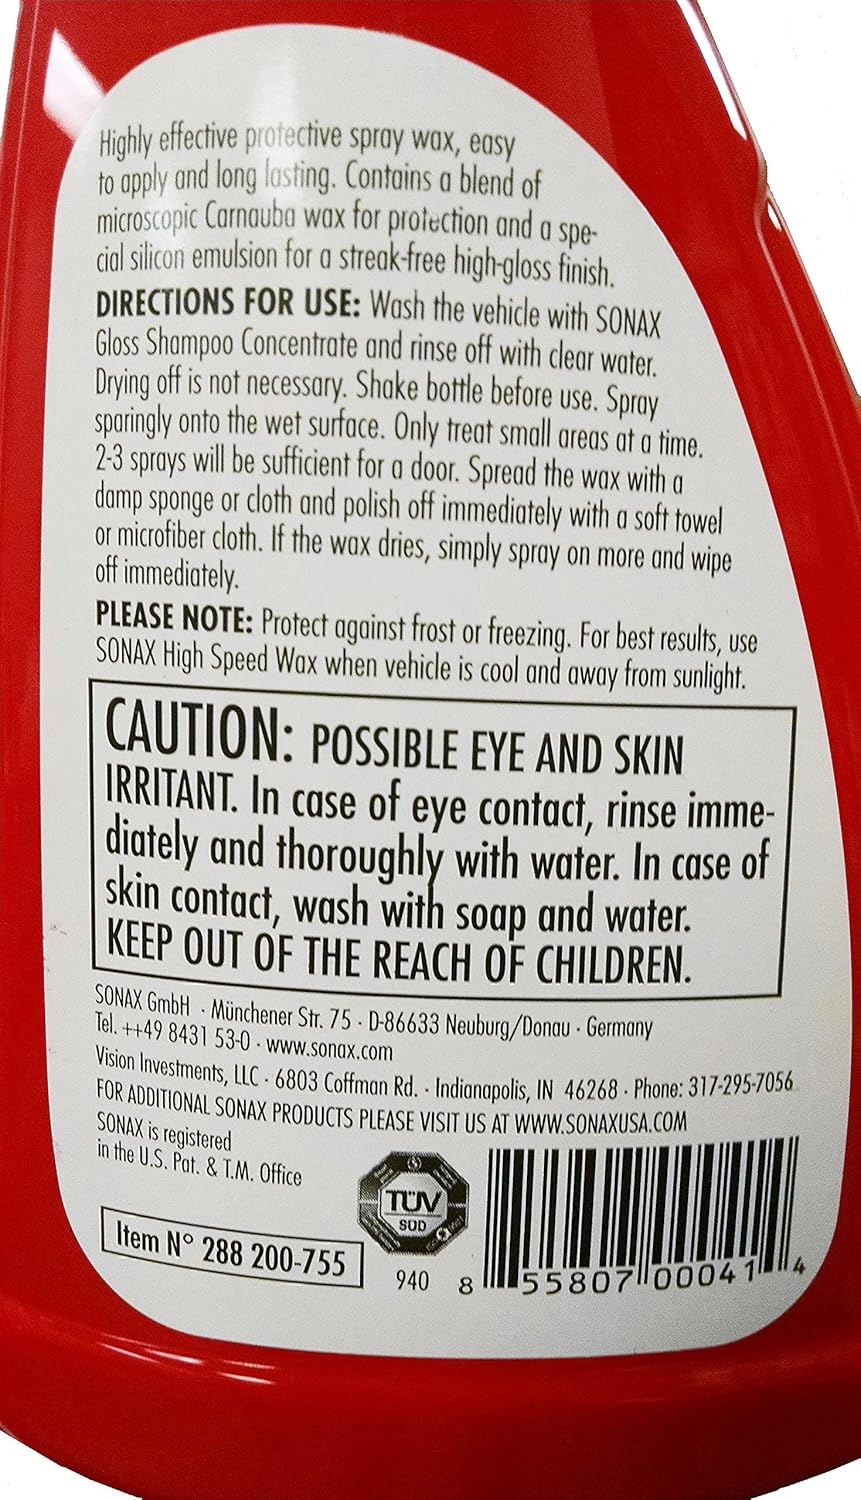 Highly effective protective spray wax, easy
to apply and long lasting. Contains a blend of
microscopic Carnauba wax for protection and a spe-
cial silicon emulsion for a streak-free high-gloss finish.
DIRECTIONS FOR USE: Wash the vehicle with SONAX
Gloss Shampoo Concentrate and rinse off with clear water.
Drying off is not necessary. Shake bottle before use. Spray
sparingly onto the wet surface. Only treat small areas at a time.
2-3 sprays will be sufficient for a door. Spread the wax with a
damp sponge or cloth and polish off immediately with a soft towel
or microfiber cloth. If the wax dries, simply spray on more and wipe
off immediately.
PLEASE NOTE: Protect against frost or freezing. For best results, use
SONAX High Speed Wax when vehicle is cool and away from sunlight.
CAUTION: POSSIBLE EYE AND SKIN
IRRITANT. In case of eye contact, rinse imme-
diately and thoroughly with water. In case of
skin contact, wash with soap and water.
KEEP OUT OF THE REACH OF CHILDREN.
SONAX GmbH · Münchener Str. 75 · D-86633 Neuburg/Donau · Germany
Tel. ++49 8431 53-0 · www.sonax.com
Vision Investments, LLC · 6803 Coffman Rd. · Indianapolis, IN 46268 · Phone: 317-295-7056
FOR ADDITIONAL SONAX PRODUCTS PLEASE VISIT US AT WWW.SONAXUSA.COM
SONAX is registered
in the U.S. Pat. & T.M. Office
TÜV
SÜD
Item N° 288 200-755
940
8 55807 00041 4